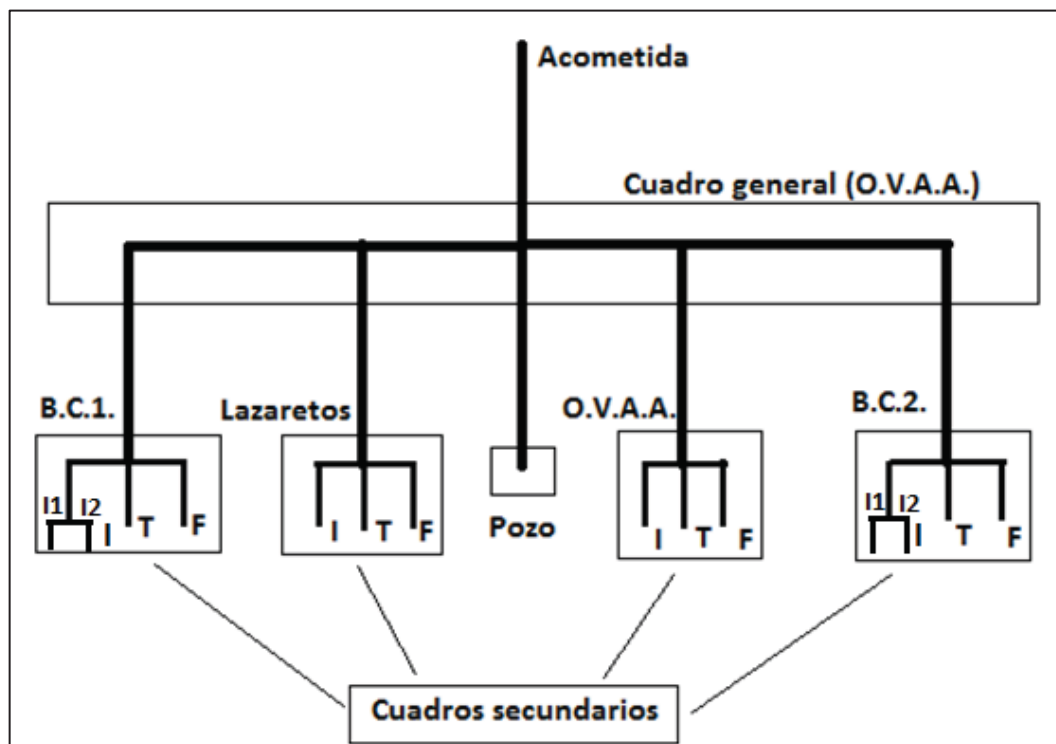 Acometida
Cuadro general (O.V.A.A.)
B.C.1.
Lazaretos
O.V.A.A.
B.C.2.
I1 I2 I T F
I T F
Pozo
I T F
I1 I2 I T F
Cuadros secundarios